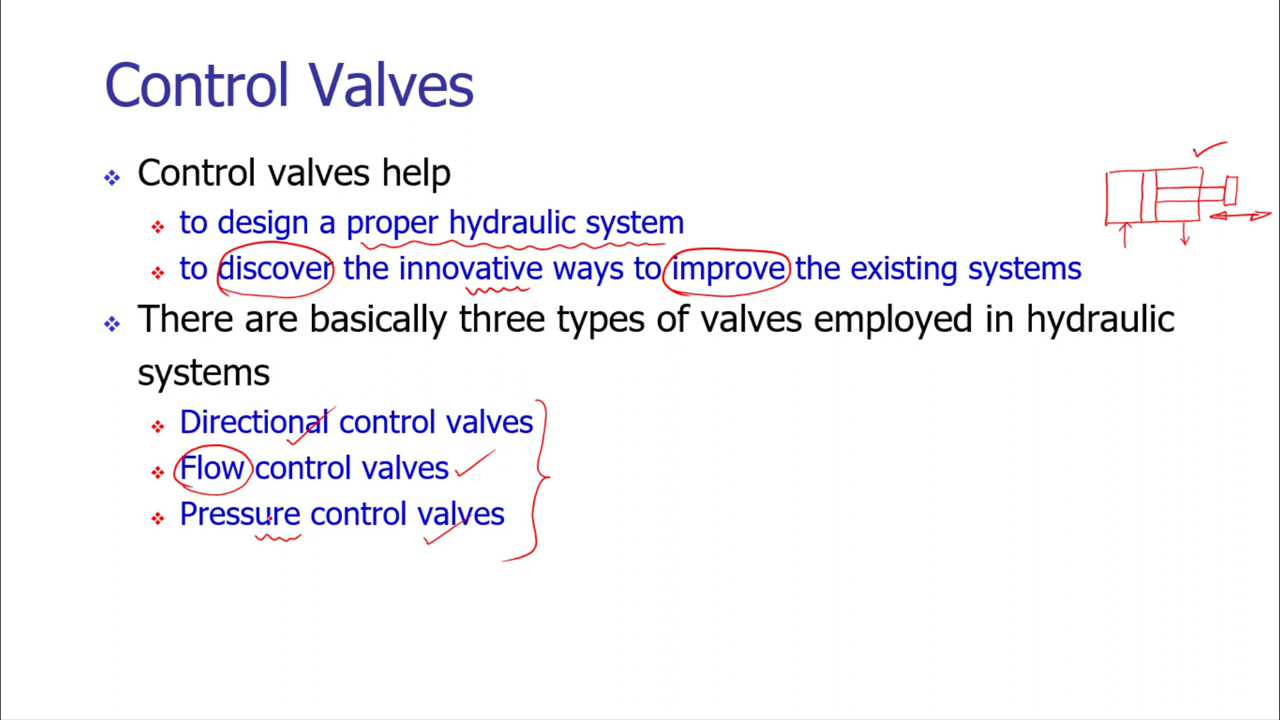 Control Valves
Control valves help
to design a proper hydraulic system
to discover the innovative ways to improve the existing systems
There are basically three types of valves employed in hydraulic
systems
Directional control valves
Flow control valves
Pressure control valves